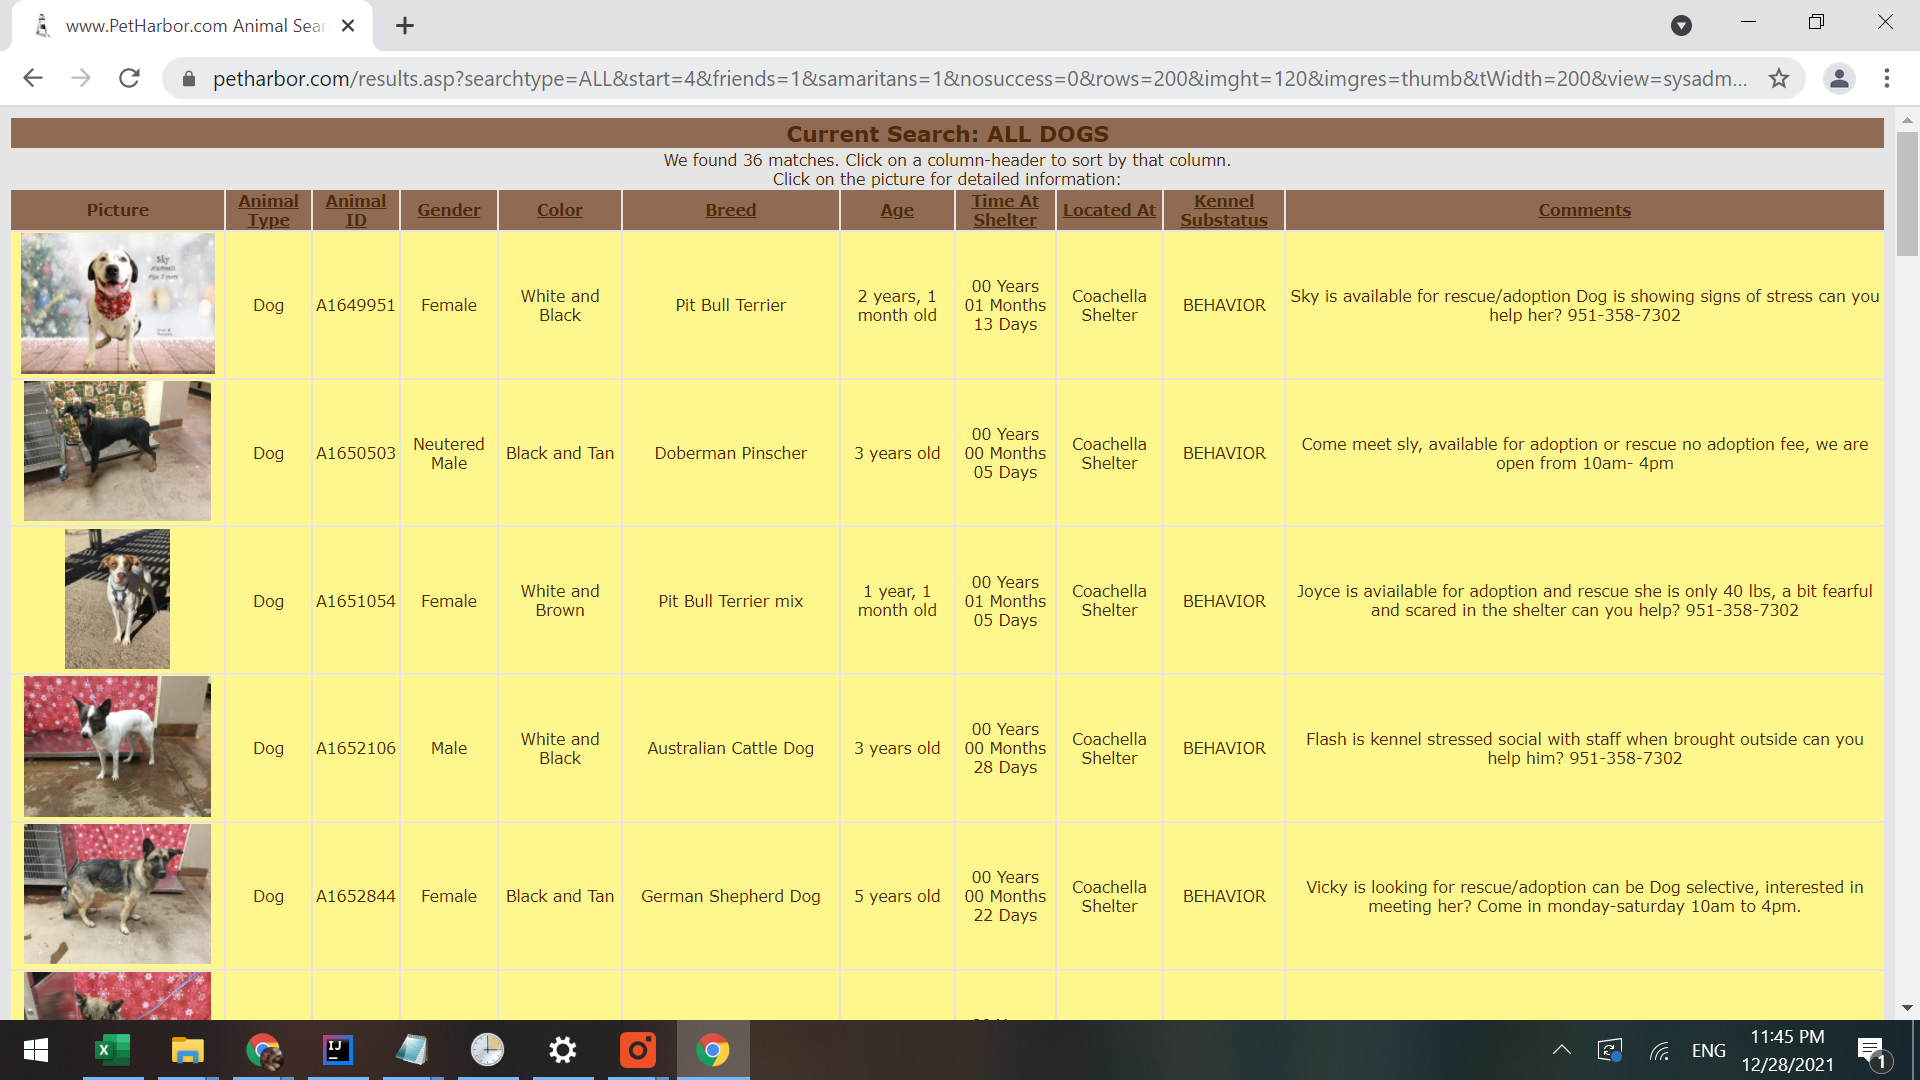 www.PetHarbor.com Animal Sear
petharbor.com/results.asp?searchtype=ALL&start=4&friends=1&samaritans=1&nosuccess=0&rows=200&imght=120&imgres=thumb&tWidth=200&view=sysadm...
Current Search: ALL DOGS
We found 36 matches. Click on a column-header to sort by that column.
Click on the picture for detailed information:
Picture
Animal
Type
Animal
ID
Gender
Color
Breed
Age
Time At
Shelter
Located At
Kennel
Substatus
Comments
Sky
Dog
A1649951
Female
White and
Black
Pit Bull Terrier
2 years, 1
month old
00 Years
01 Months
13 Days
Coachella
Shelter
BEHAVIOR
Sky is available for rescue/adoption Dog is showing signs of stress can you
help her? 951-358-7302
Dog
A1650503
Neutered
Male
Black and Tan
Doberman Pinscher
3 years old
00 Years
00 Months
05 Days
Coachella
Shelter
BEHAVIOR
Come meet sly, available for adoption or rescue no adoption fee, we are
open from 10am- 4pm
Dog
A1651054
Female
White and
Brown
Pit Bull Terrier mix
1 year, 1
month old
00 Years
01 Months
05 Days
Coachella
Shelter
BEHAVIOR
Joyce is avialable for adoption and rescue she is only 40 lbs, a bit fearful
and scared in the shelter can you help? 951-358-7302
Dog
A1652106
Male
White and
Black
Australian Cattle Dog
3 years old
00 Years
00 Months
28 Days
Coachella
Shelter
BEHAVIOR
Flash is kennel stressed social with staff when brought outside can you
help him? 951-358-7302
Dog
A1652844
Female
Black and Tan
German Shepherd Dog
5 years old
00 Years
00 Months
22 Days
Coachella
Shelter
BEHAVIOR
Vicky is looking for rescue/adoption can be Dog selective, interested in
meeting her? Come in monday-saturday 10am to 4pm.
IJ
ENG
11:45 PM
12/28/2021
1